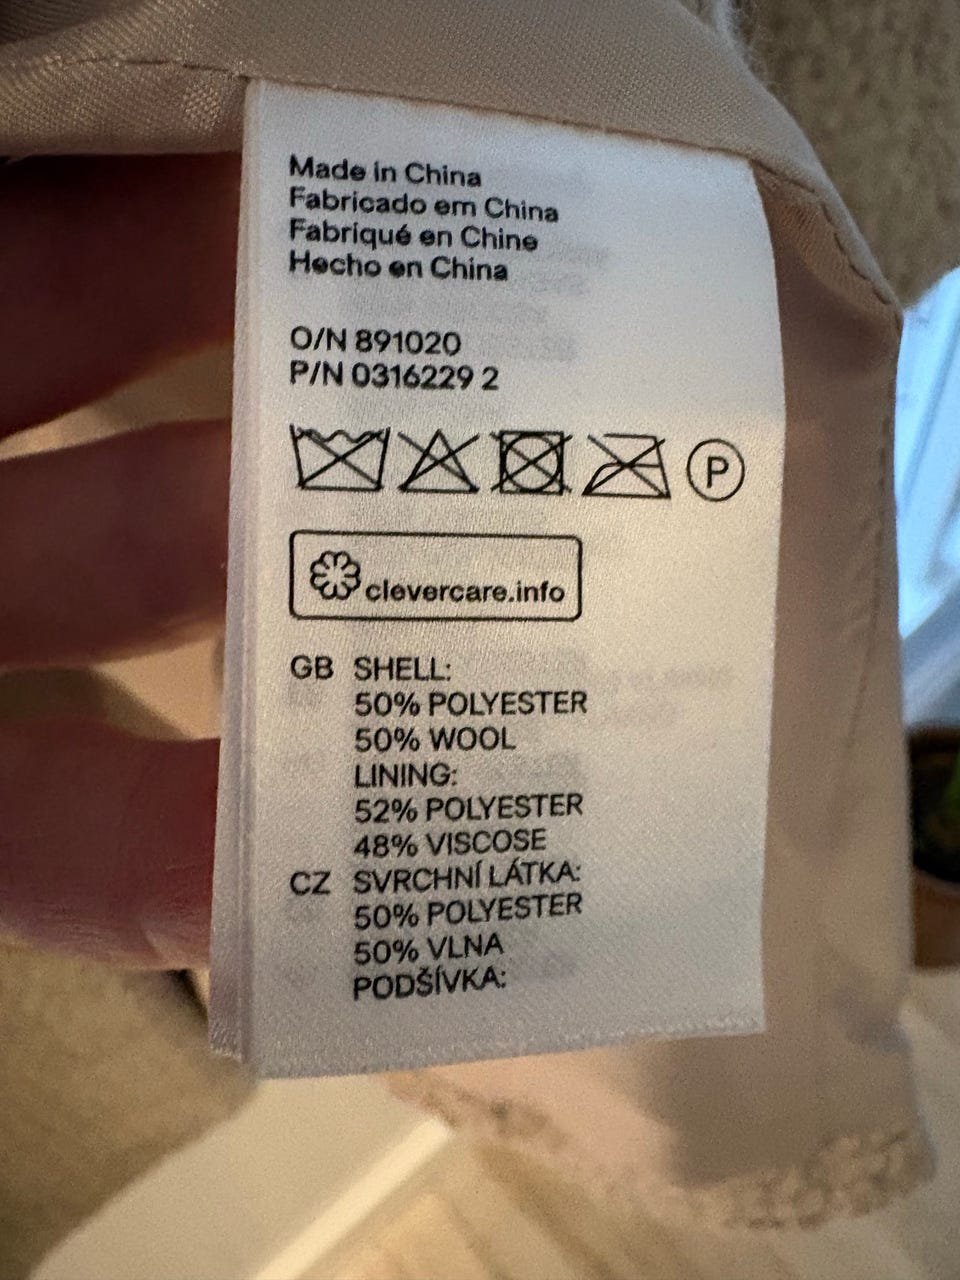 Made in China
Fabricado em China
Fabriqué en Chine
Hecho en China
O/N 891020
P/N 0316229 2
P
clevercare.info
GB SHELL:
50% POLYESTER
50% WOOL
LINING:
52% POLYESTER
48% VISCOSE
CZ SVRCHNÍ LÁTKA:
50% POLYESTER
50% VLNA
PODŠÍVKA: